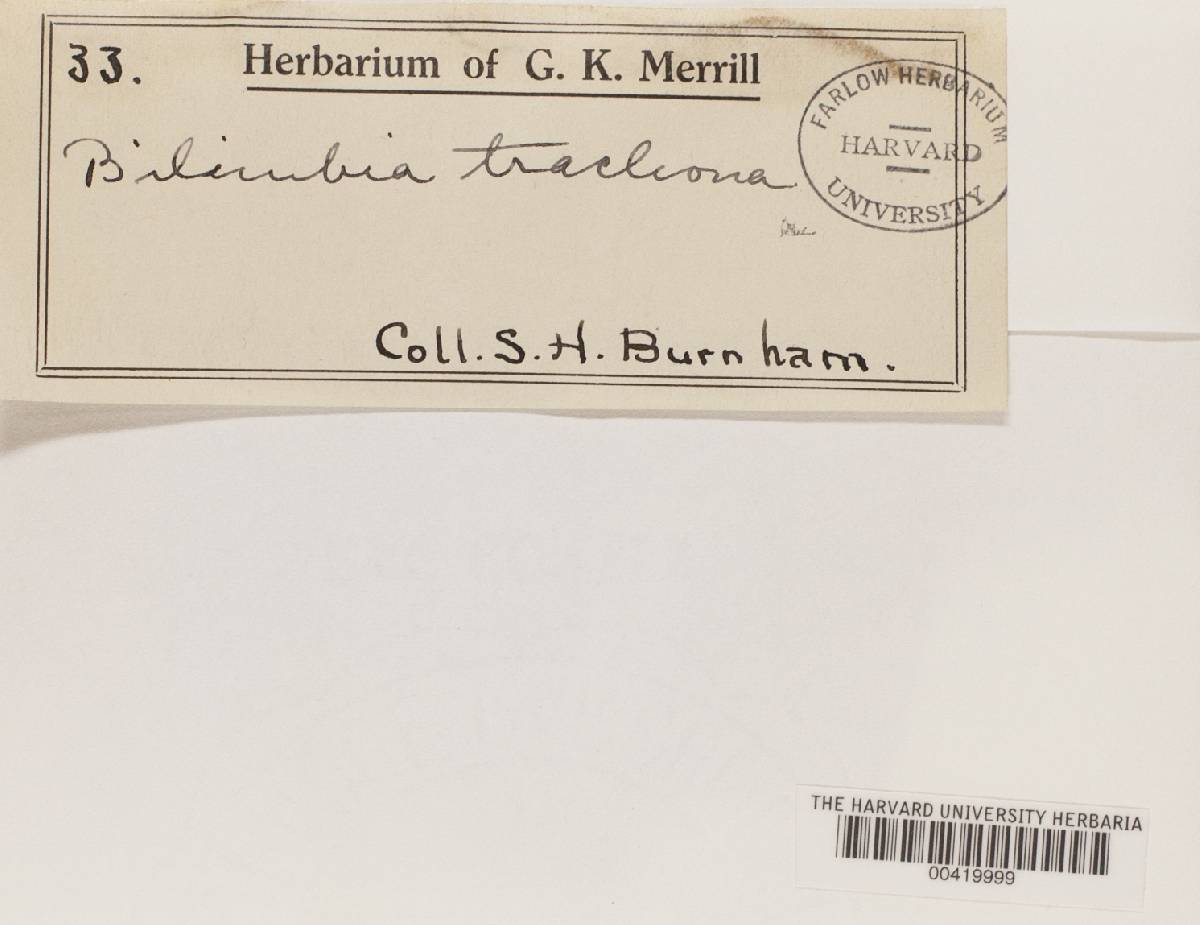 33. Herbarium of G. K. Merrill
Bilimbia trachona
FARLOW HERBARIUM
HARVARD
UNIVERSITY
Coll. S. H. Burnham.
THE HARVARD UNIVERSITY HERBARIA
00419999